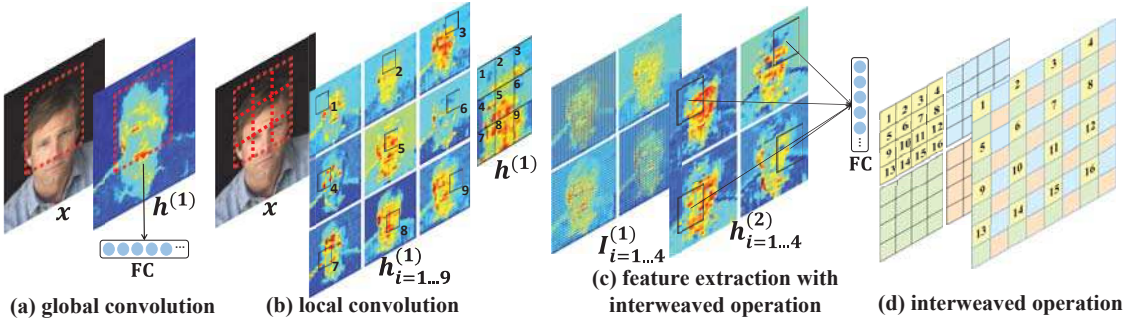 x
h(1)
FC
(a) global convolution
1
2
3
4
5
6
7
8
9
x
h(1)i=1...9
1
2
3
4
5
6
7
8
9
h(1)
(b) local convolution
I(1)i=1...4
h(2)i=1...4
FC
(c) feature extraction with
interweaved operation
1 2 3 4
5 6 7 8
9 10 11 12
13 14 15 16
1 2 3 4
5 6 7 8
9 10 11 12
13 14 15 16
(d) interweaved operation